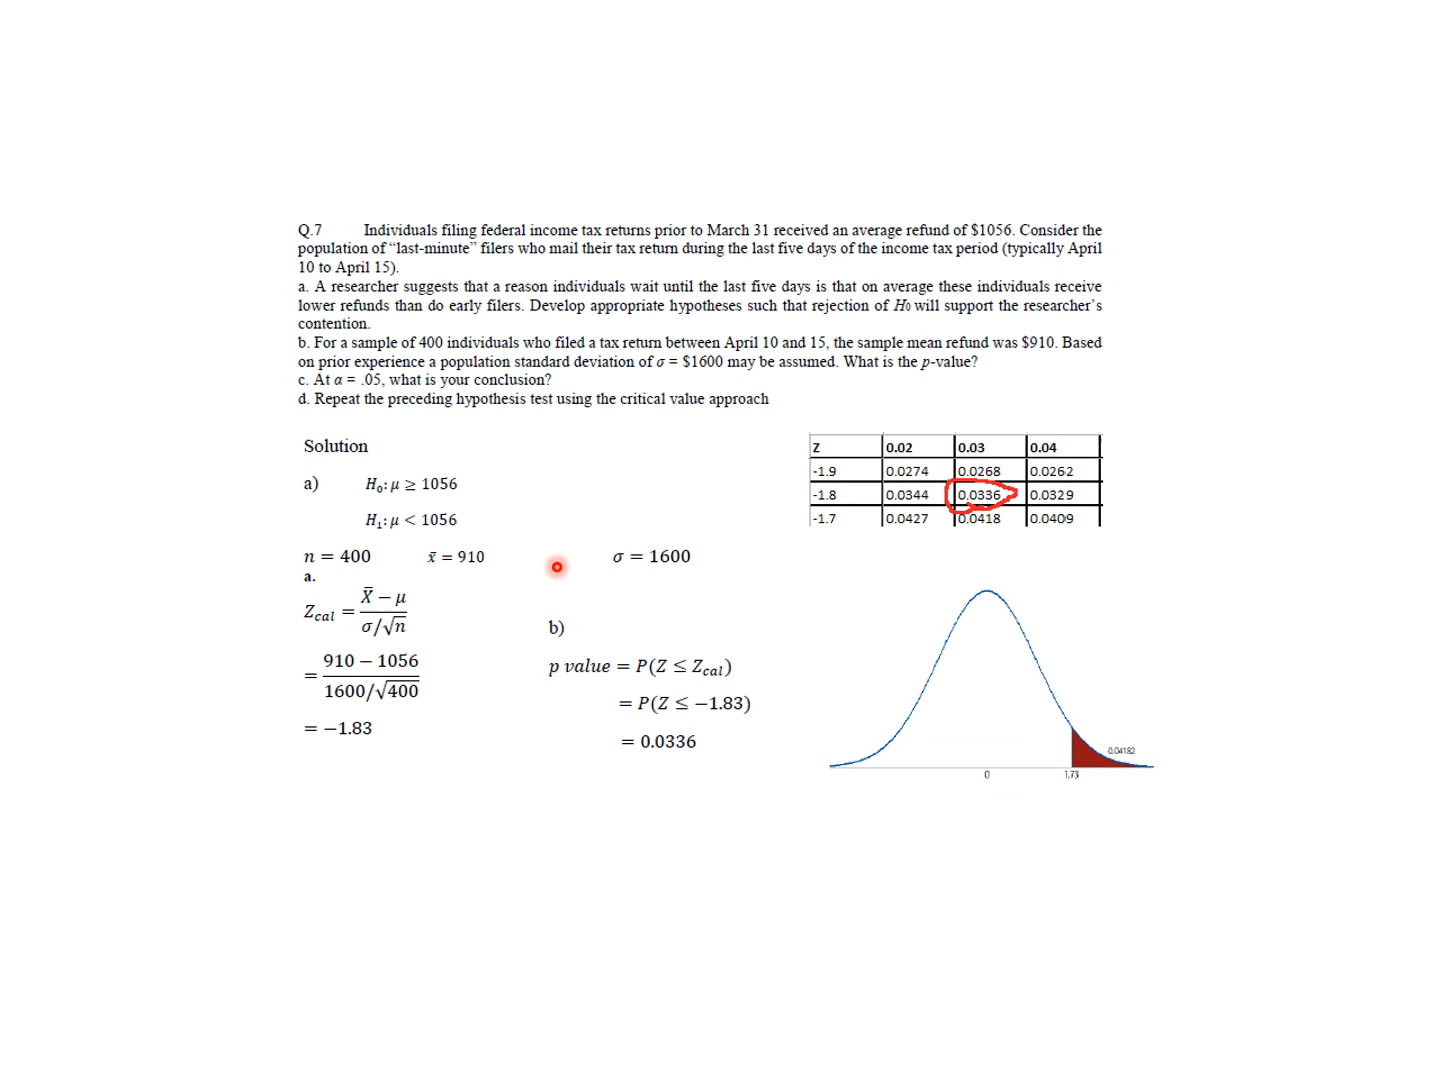 Q.7 Individuals filing federal income tax returns prior to March 31 received an average refund of $1056. Consider the
population of “last-minute” filers who mail their tax return during the last five days of the income tax period (typically April
10 to April 15).
a. A researcher suggests that a reason individuals wait until the last five days is that on average these individuals receive
lower refunds than do early filers. Develop appropriate hypotheses such that rejection of H0 will support the researcher’s
contention.
b. For a sample of 400 individuals who filed a tax return between April 10 and 15, the sample mean refund was $910. Based
on prior experience a population standard deviation of σ = $1600 may be assumed. What is the p-value?
c. At α = .05, what is your conclusion?
d. Repeat the preceding hypothesis test using the critical value approach
Solution
a) H₀: μ ≥ 1056
H₁: μ < 1056
n = 400 x̄ = 910 σ = 1600
a.
Z_cal = (X̄ − μ) / (σ/√n)
= (910 − 1056) / (1600/√400)
= −1.83
b)
p value = P(Z ≤ Z_cal)
= P(Z ≤ −1.83)
= 0.0336
Z 0.02 0.03 0.04
-1.9 0.0274 0.0268 0.0262
-1.8 0.0344 0.0336 0.0329
-1.7 0.0427 0.0418 0.0409
0.04182
0 1.73